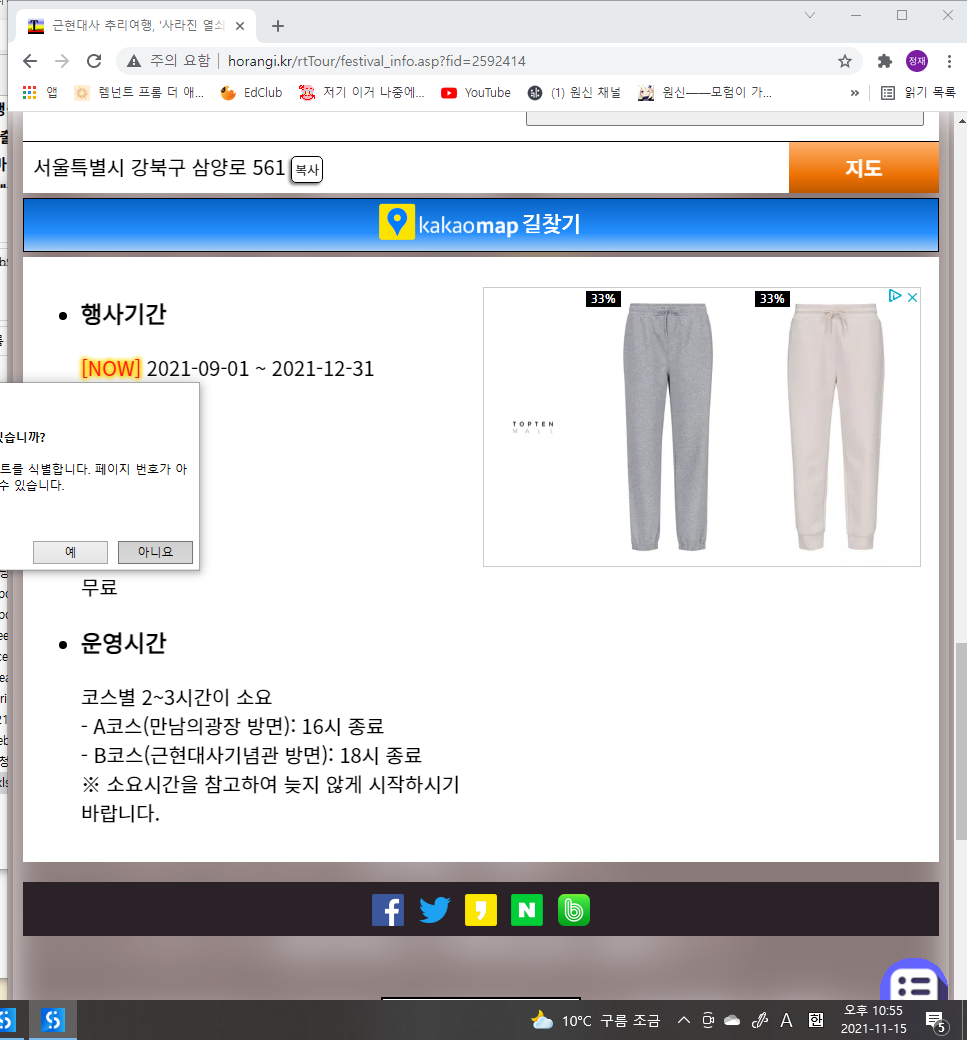 근현대사 추리여행, '사라진 열쇠
주의 요함 | horangi.kr/rtTour/festival_info.asp?fid=2592414
정재
앱
렘넌트 프롬 더 애...
EdClub
저기 이거 나중에...
YouTube
(1) 원신 채널
원신——모험이 가...
»
읽기 목록
서울특별시 강북구 삼양로 561
복사
지도
kakaomap 길찾기
행사기간
[NOW] 2021-09-01 ~ 2021-12-31
33%
33%
TOPTEN
MALL
있습니까?
트를 식별합니다. 페이지 번호가 아
수 있습니다.
예
아니요
무료
운영시간
코스별 2~3시간이 소요
- A코스(만남의광장 방면): 16시 종료
- B코스(근현대사기념관 방면): 18시 종료
※ 소요시간을 참고하여 늦지 않게 시작하시기
바랍니다.
10°C 구름 조금
A
한
오후 10:55
2021-11-15
5